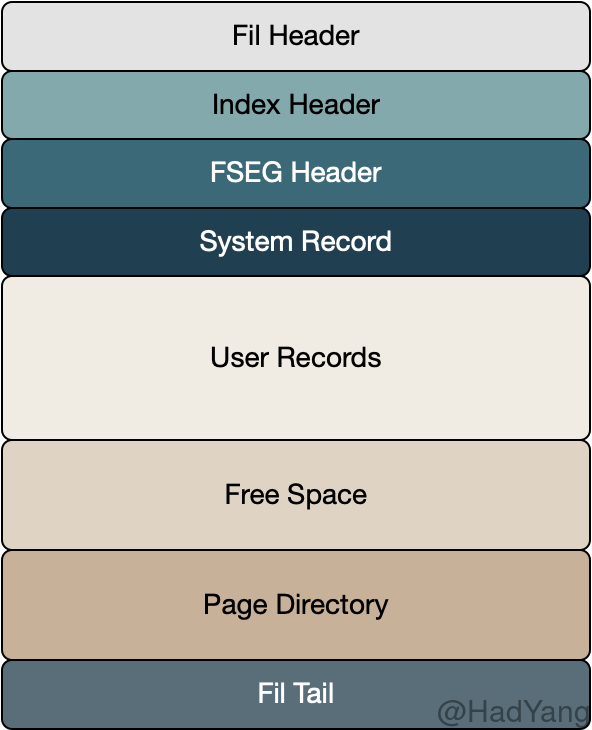 Fil Header
Index Header
FSEG Header
System Record
User Records
Free Space
Page Directory
Fil Tail
@HadYang